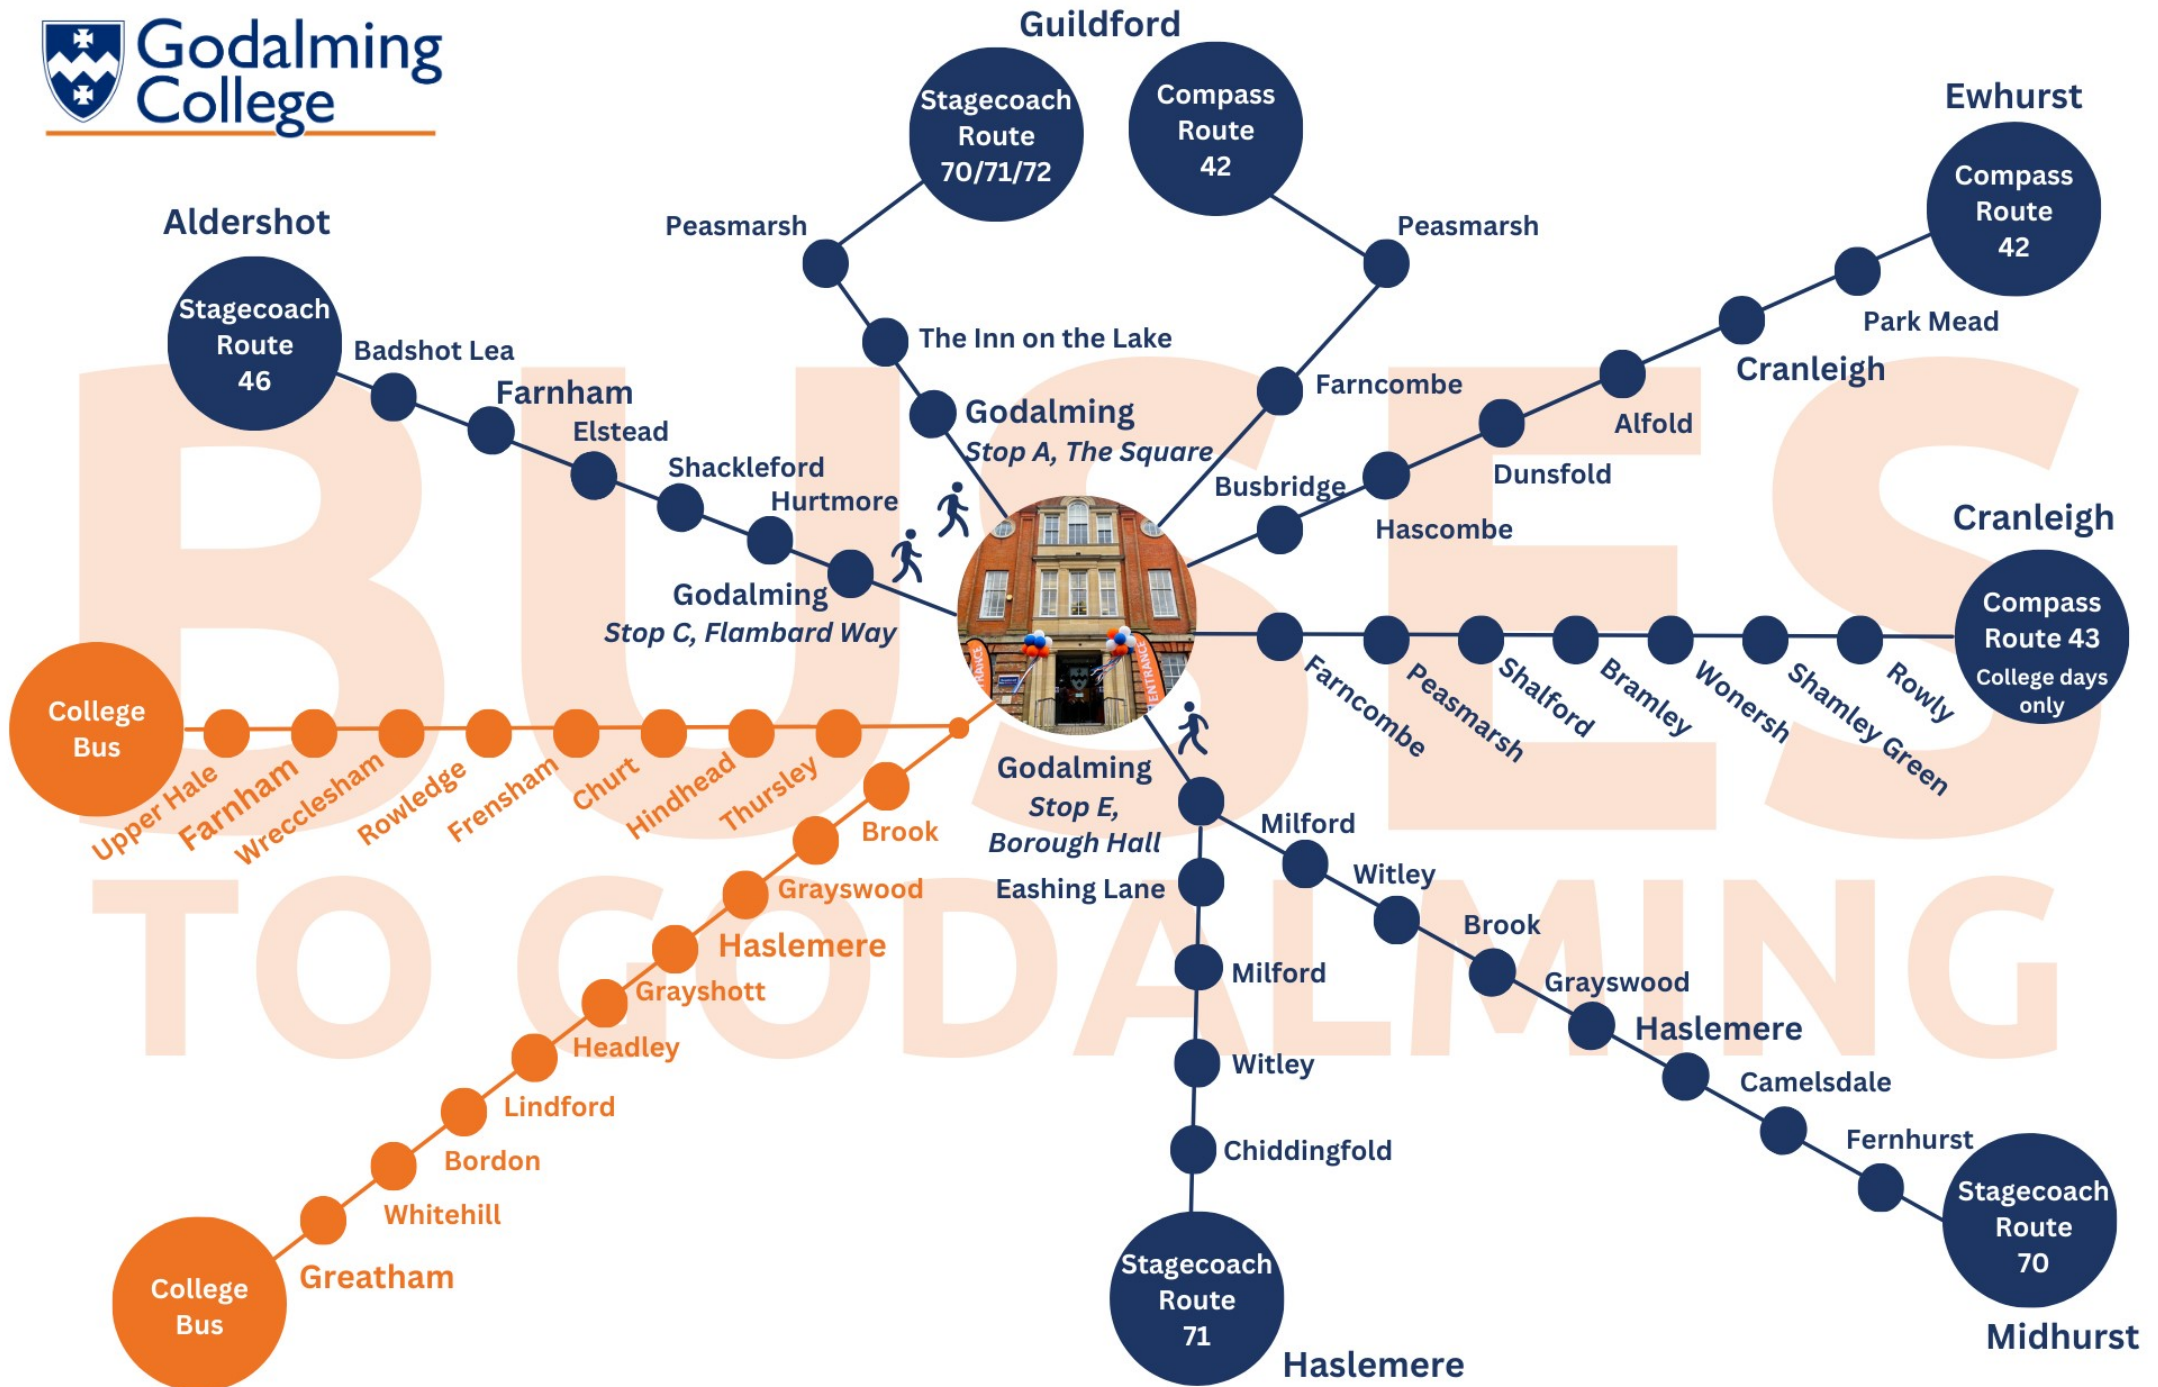 Godalming
College
BUSES
TO GODALMING
Guildford
Stagecoach
Route
70/71/72
Peasmarsh
The Inn on the Lake
Godalming
Stop A, The Square
Compass
Route
42
Peasmarsh
Farncombe
Ewhurst
Compass
Route
42
Park Mead
Cranleigh
Alfold
Dunsfold
Hascombe
Busbridge
Aldershot
Stagecoach
Route
46
Badshot Lea
Farnham
Elstead
Shackleford
Hurtmore
Godalming
Stop C, Flambard Way
Cranleigh
Compass
Route 43
College days
only
Rowly
Shamley Green
Wonersh
Bramley
Shalford
Peasmarsh
Farncombe
ENTRANCE
College
Bus
Upper Hale
Farnham
Wrecclesham
Rowledge
Frensham
Churt
Hindhead
Thursley
Brook
Grayswood
Haslemere
Grayshott
Headley
Lindford
Bordon
Whitehill
Greatham
College
Bus
Godalming
Stop E,
Borough Hall
Eashing Lane
Milford
Witley
Chiddingfold
Stagecoach
Route
71
Haslemere
Milford
Witley
Brook
Grayswood
Haslemere
Camelsdale
Fernhurst
Stagecoach
Route
70
Midhurst